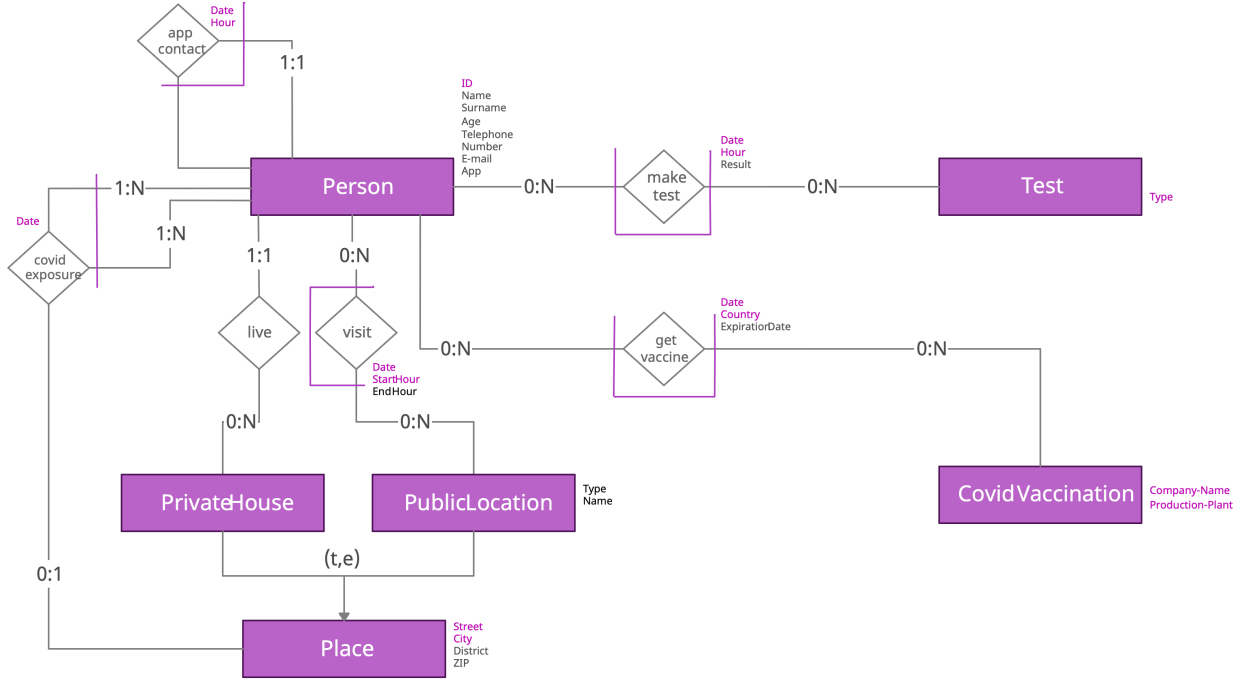 app
contact
Date
Hour
1:1
ID
Name
Surname
Age
Telephone
Number
E-mail
App
Person
0:N
make
test
Date
Hour
Result
0:N
Test
Type
1:N
1:N
Date
covid
exposure
1:1
0:N
live
visit
Date
StartHour
EndHour
0:N
get
vaccine
Date
Country
ExpirationDate
0:N
0:N
0:N
PrivateHouse
PublicLocation
Type
Name
CovidVaccination
Company-Name
Production-Plant
(t,e)
0:1
Place
Street
City
District
ZIP